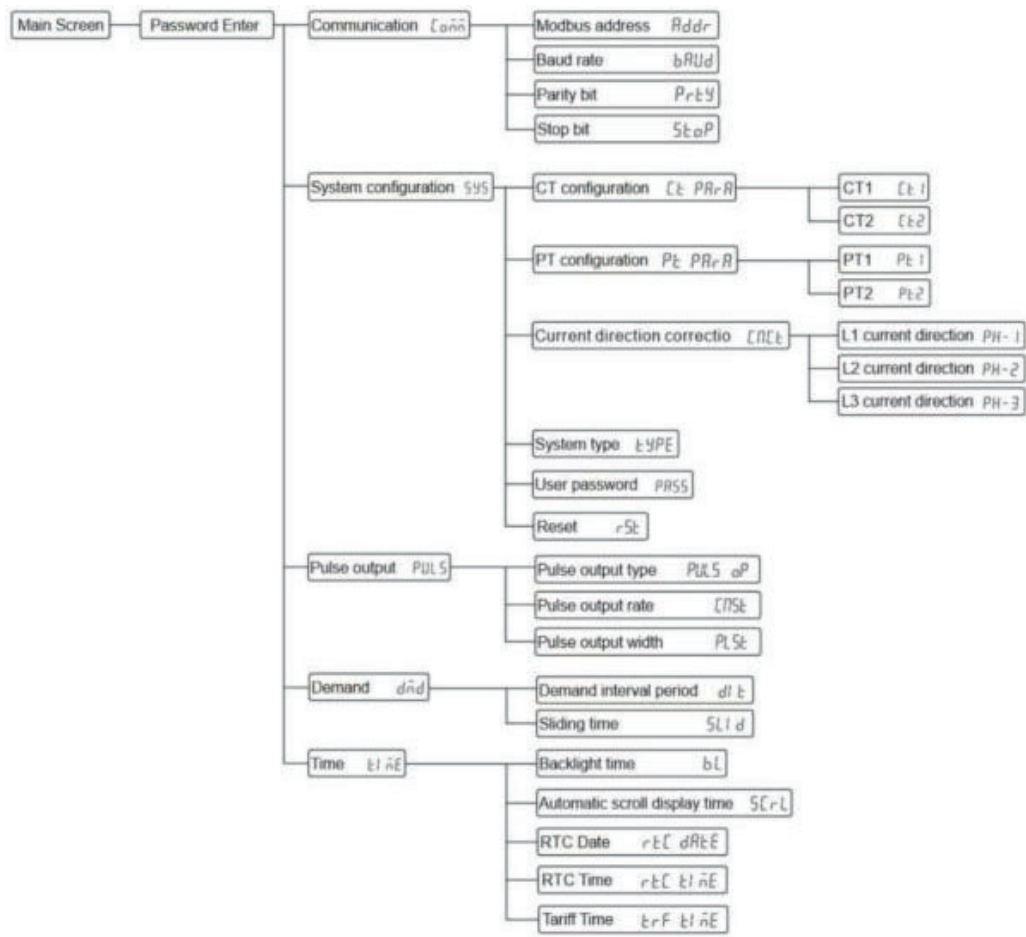 Main Screen
Password Enter
Communication Conn
Modbus address Addr
Baud rate bAUd
Parity bit PrtY
Stop bit StoP
System configuration SYS
CT configuration Ct PArA
CT1 Ct1
CT2 Ct2
PT configuration Pt PArA
PT1 Pt1
PT2 Pt2
Current direction correctio CnCt
L1 current direction PH-1
L2 current direction PH-2
L3 current direction PH-3
System type tYPE
User password PASS
Reset rSt
Pulse output PULS
Pulse output type PULS oP
Pulse output rate CnSt
Pulse output width PLSt
Demand dnd
Demand interval period dIt
Sliding time SLId
Time tInE
Backlight time bL
Automatic scroll display time SCrL
RTC Date rtC dAtE
RTC Time rtC tInE
Tariff Time trF tInE